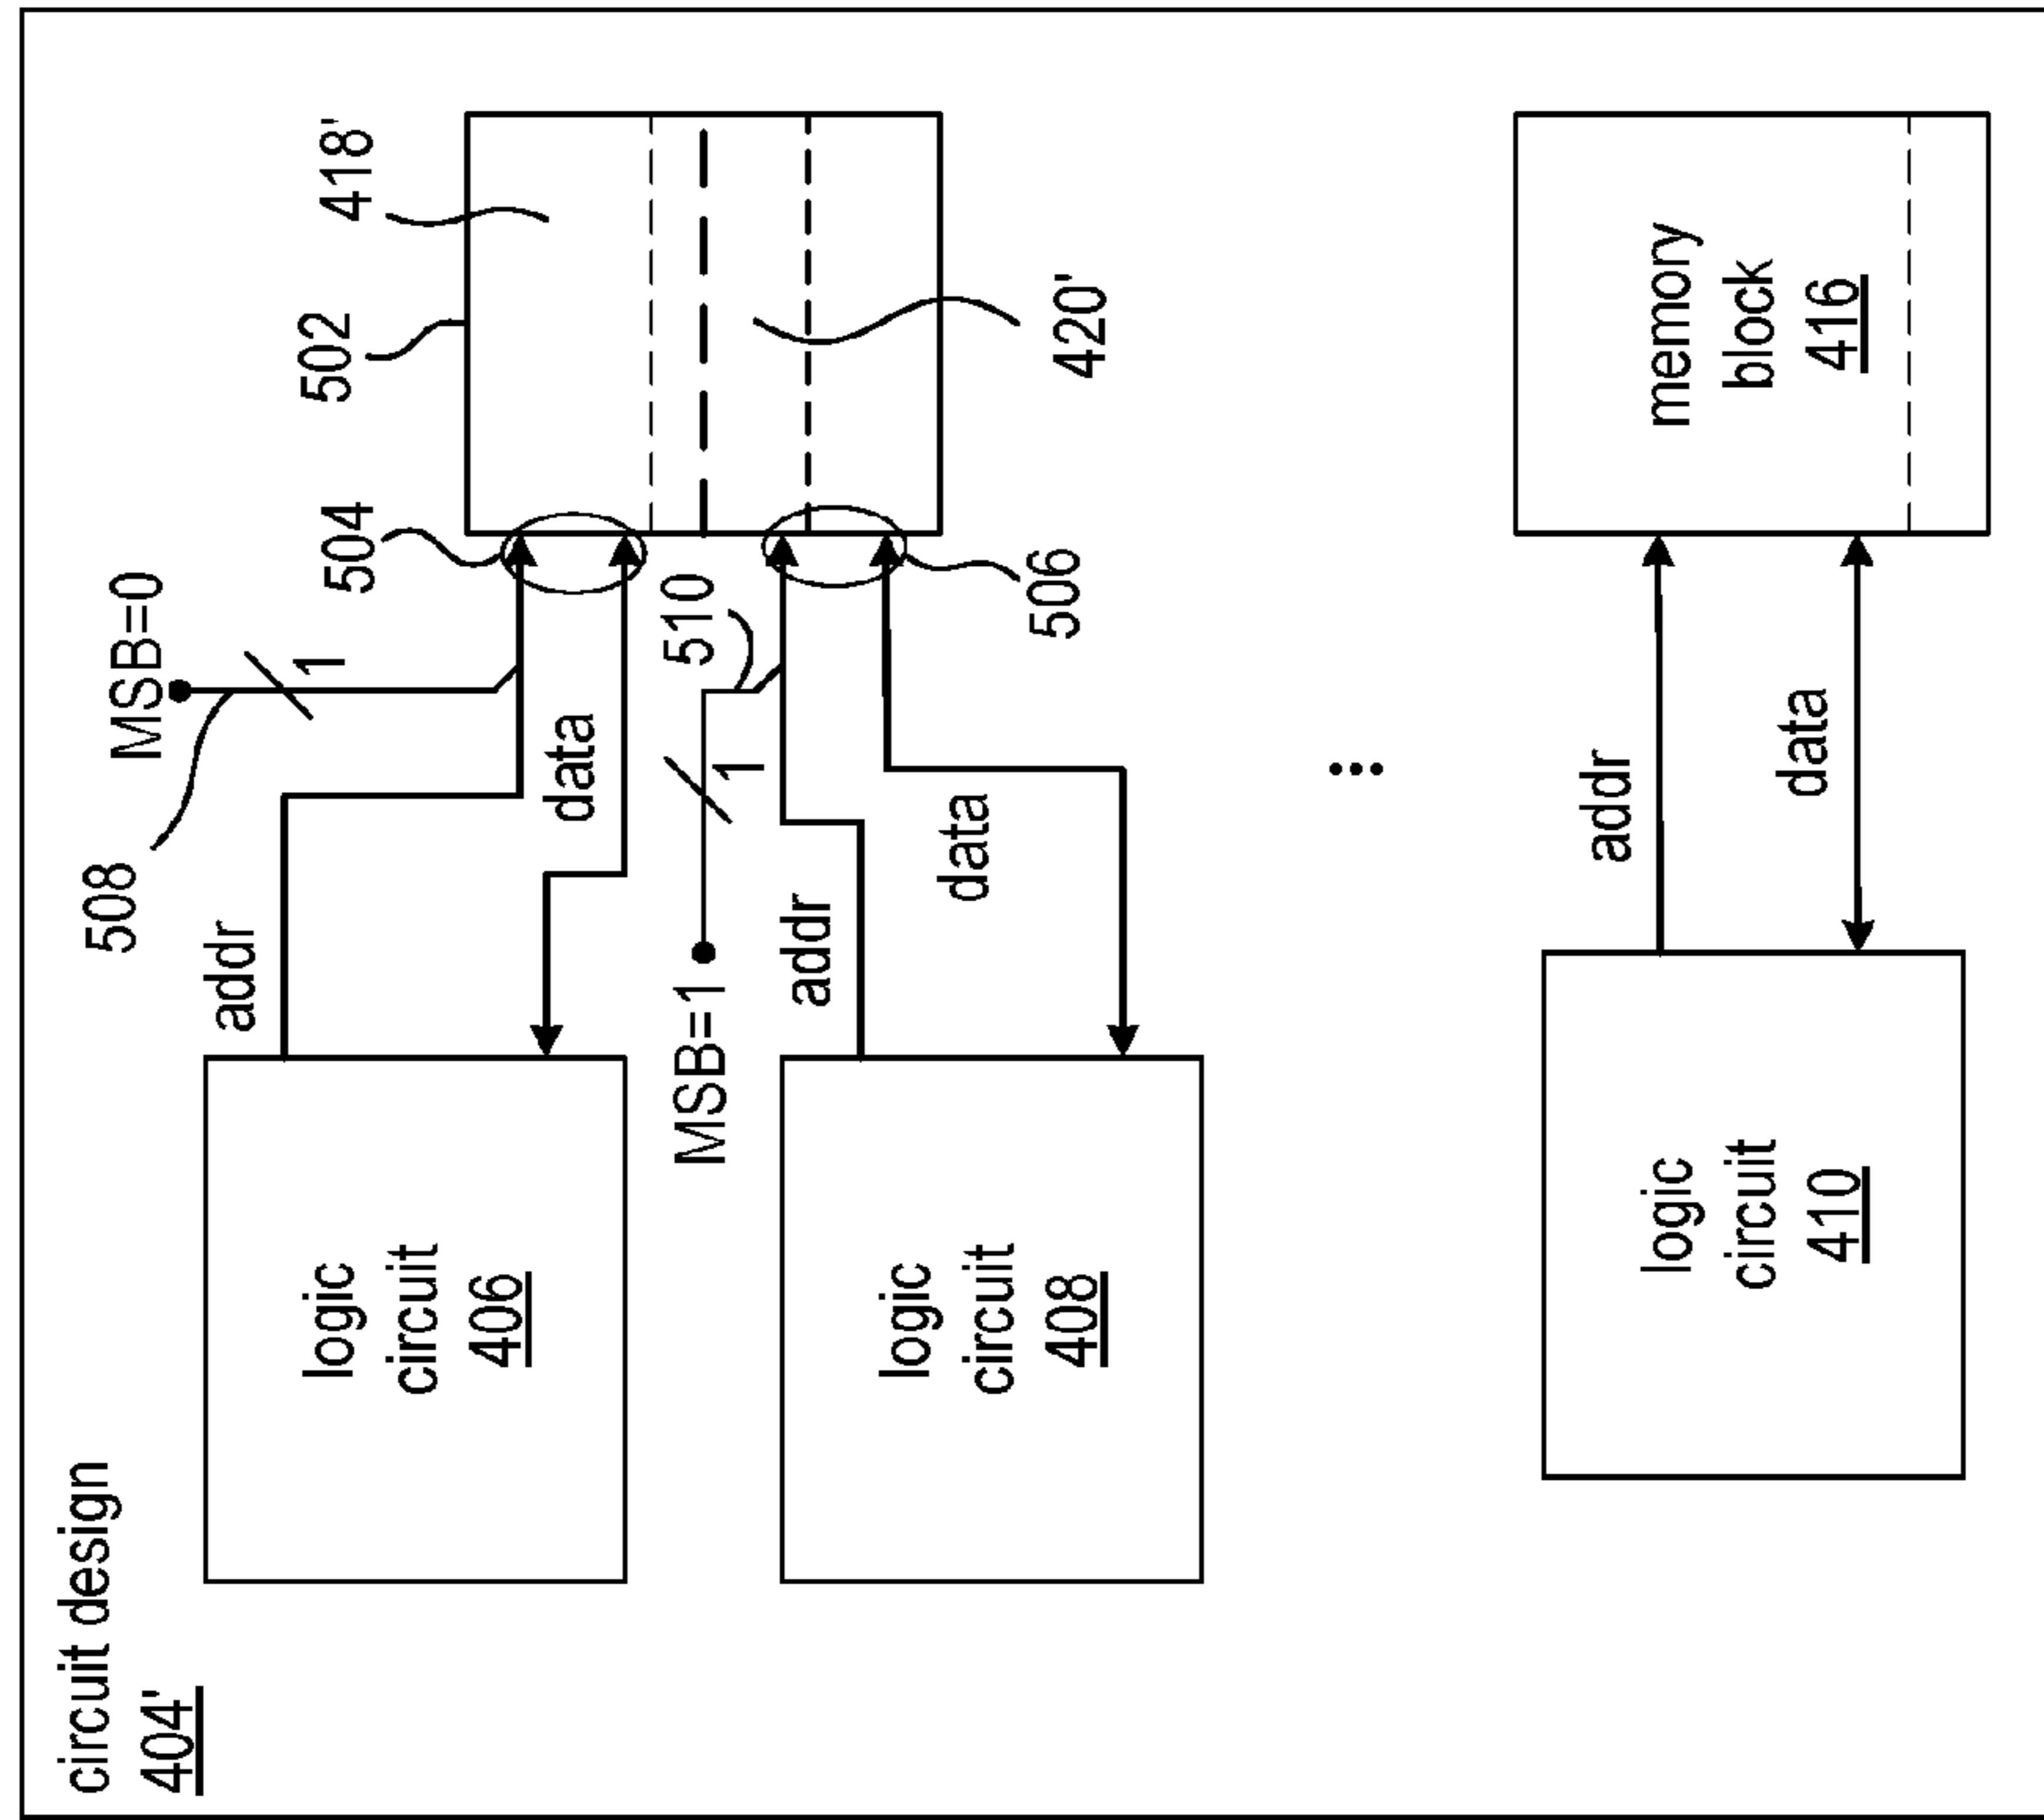 circuit design
404'
logic
circuit
406
addr
data
508
MSB=0
1
504
502
418'
logic
circuit
408
MSB=1
1
510
addr
data
506
420'
...
logic
circuit
410
addr
data
memory
block
416